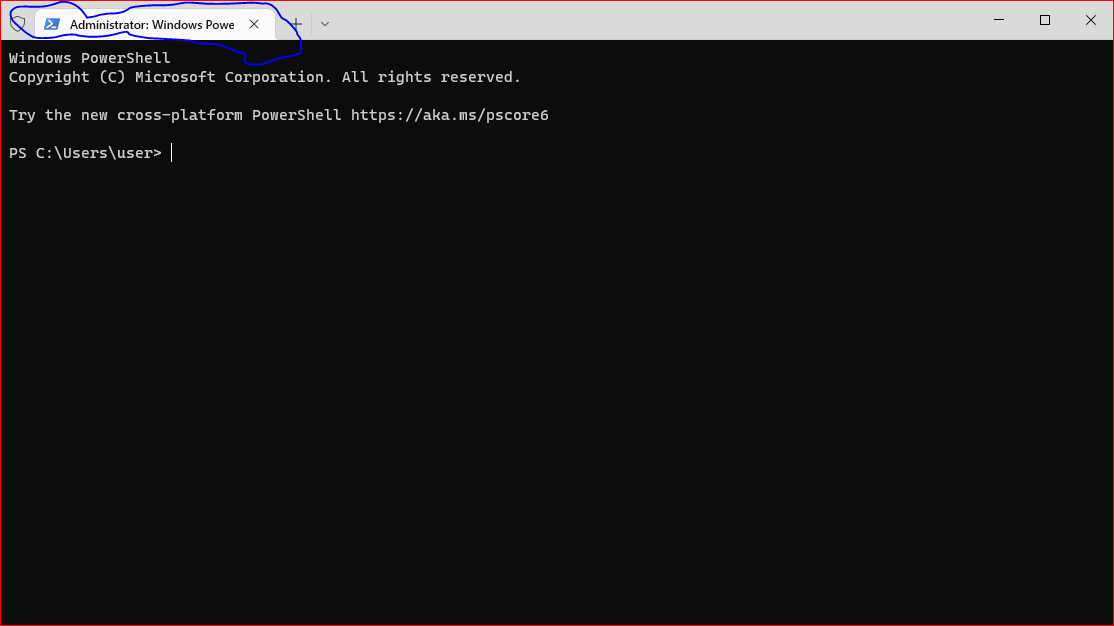 Administrator: Windows Powe
Windows PowerShell
Copyright (C) Microsoft Corporation. All rights reserved.
Try the new cross-platform PowerShell https://aka.ms/pscore6
PS C:\Users\user>